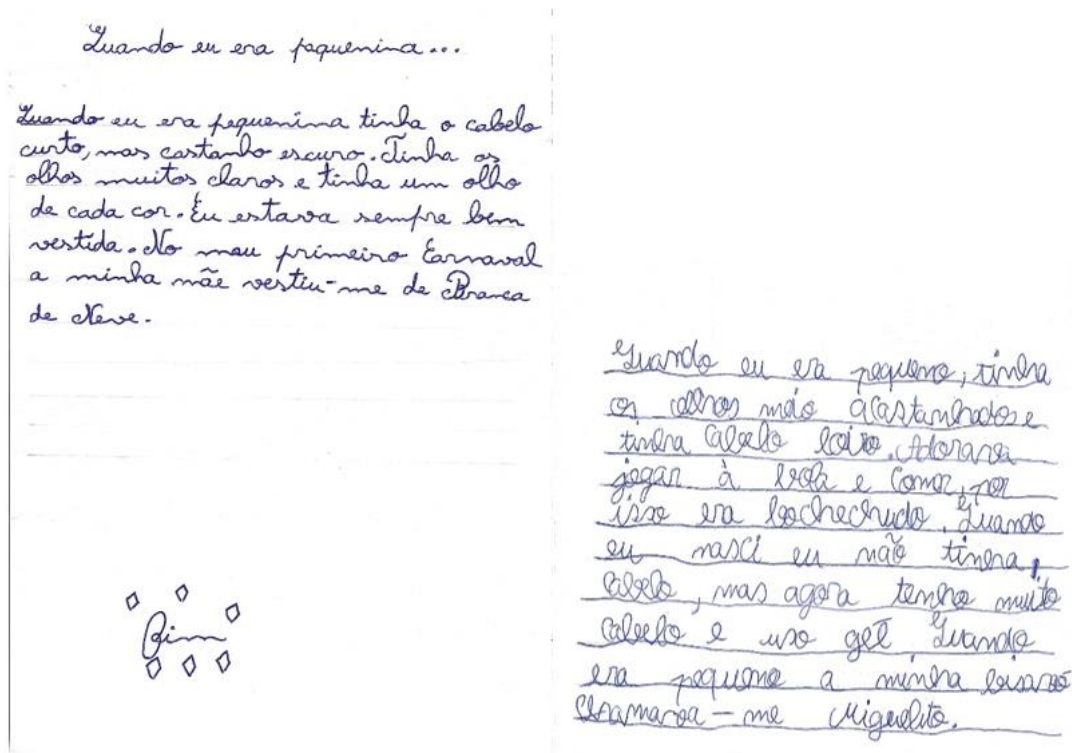 Quando eu era pequenina...
Quando eu era pequenina tinha o cabelo
curto, mas castanho escuro. Tinha os
olhos muitos claros e tinha um olho
de cada cor. Eu estava sempre bem
vestida. No meu primeiro Carnaval
a minha mãe vestiu-me de Branca
de Neve.
Fim
Quando eu era pequeno, tinha
os olhos meio acastanhados e
tinha cabelo loiro. Adorava
jogar à bola e comer, por
isso era bochechudo. Quando
eu nasci eu não tinha
cabelo, mas agora tenho muito
cabelo e uso gel. Quando
era pequeno a minha bisavó
chamava-me Miguelito.